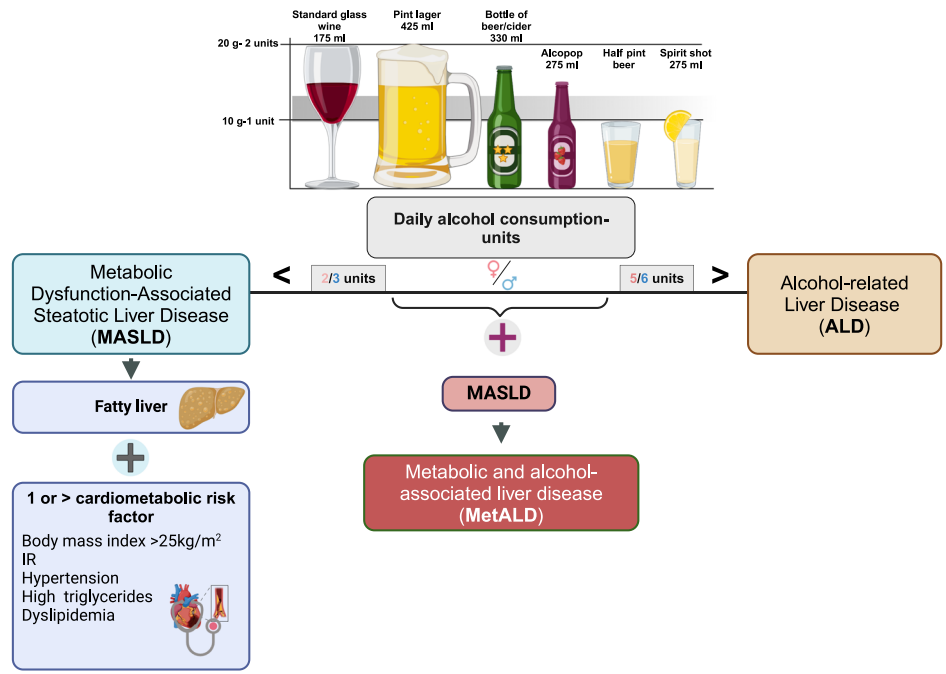 Standard glass
wine
175 ml
Pint lager
425 ml
Bottle of
beer/cider
330 ml
Alcopop
275 ml
Half pint
beer
Spirit shot
275 ml
20 g- 2 units
10 g-1 unit
Daily alcohol consumption-
units
< 2/3 units
♀/♂
5/6 units >
Metabolic
Dysfunction-Associated
Steatotic Liver Disease
(MASLD)
Alcohol-related
Liver Disease
(ALD)
Fatty liver
+
1 or > cardiometabolic risk
factor
Body mass index >25kg/m²
IR
Hypertension
High triglycerides
Dyslipidemia
+
MASLD
Metabolic and alcohol-
associated liver disease
(MetALD)